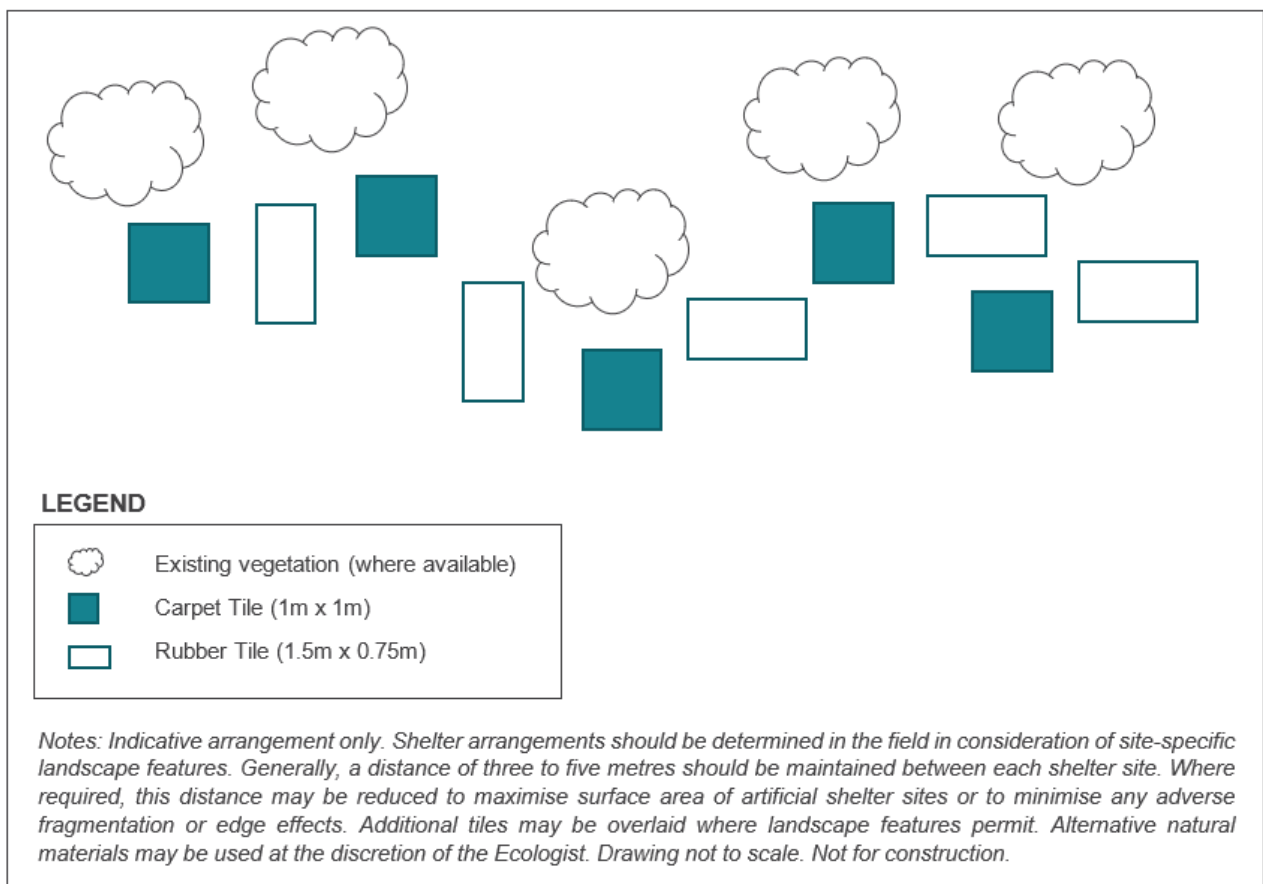 LEGEND
Existing vegetation (where available)
Carpet Tile (1m x 1m)
Rubber Tile (1.5m x 0.75m)
Notes: Indicative arrangement only. Shelter arrangements should be determined in the field in consideration of site-specific
landscape features. Generally, a distance of three to five metres should be maintained between each shelter site. Where
required, this distance may be reduced to maximise surface area of artificial shelter sites or to minimise any adverse
fragmentation or edge effects. Additional tiles may be overlaid where landscape features permit. Alternative natural
materials may be used at the discretion of the Ecologist. Drawing not to scale. Not for construction.